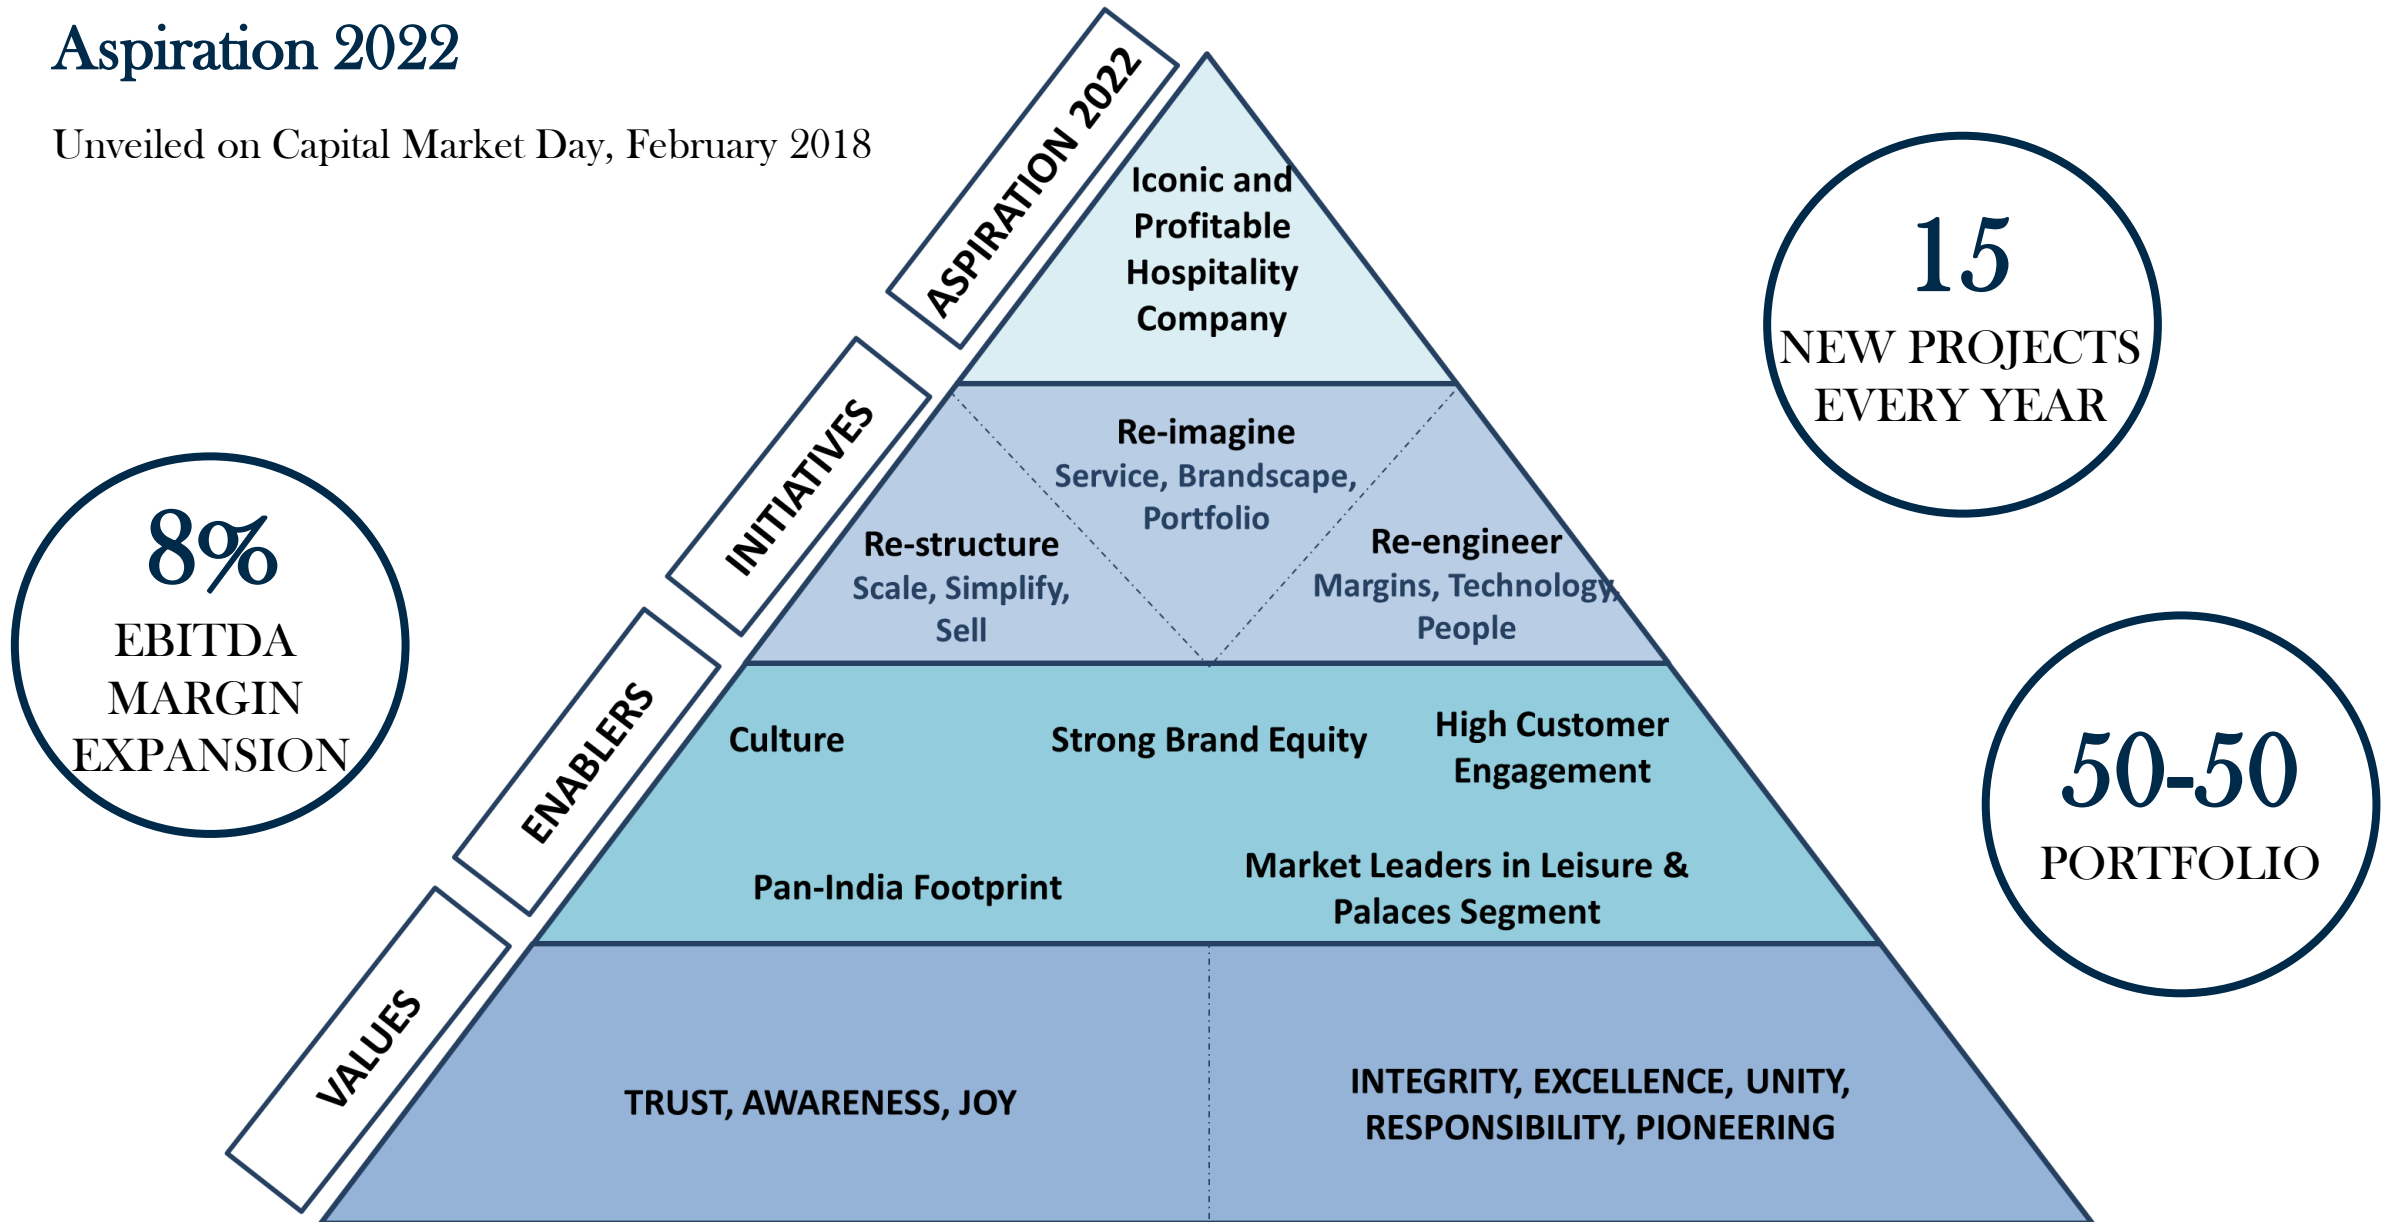 Aspiration 2022
Unveiled on Capital Market Day, February 2018
ASPIRATION 2022
Iconic and
Profitable
Hospitality
Company
INITIATIVES
Re-imagine
Service, Brandscape,
Portfolio
Re-structure
Scale, Simplify,
Sell
Re-engineer
Margins, Technology,
People
ENABLERS
Culture
Strong Brand Equity
High Customer
Engagement
Pan-India Footprint
Market Leaders in Leisure &
Palaces Segment
VALUES
TRUST, AWARENESS, JOY
INTEGRITY, EXCELLENCE, UNITY,
RESPONSIBILITY, PIONEERING
8%
EBITDA
MARGIN
EXPANSION
15
NEW PROJECTS
EVERY YEAR
50-50
PORTFOLIO